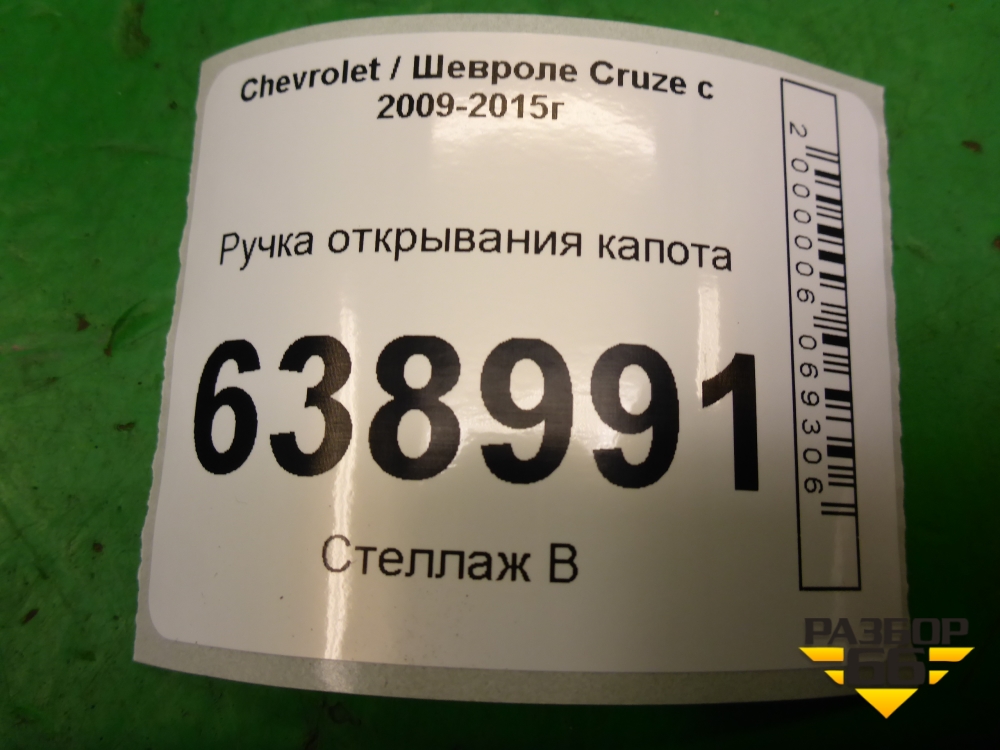 Chevrolet / Шевроле Cruze с
2009-2015г
Ручка открывания капота
638991
Стеллаж В
2000006069306
РАЗБОР
66